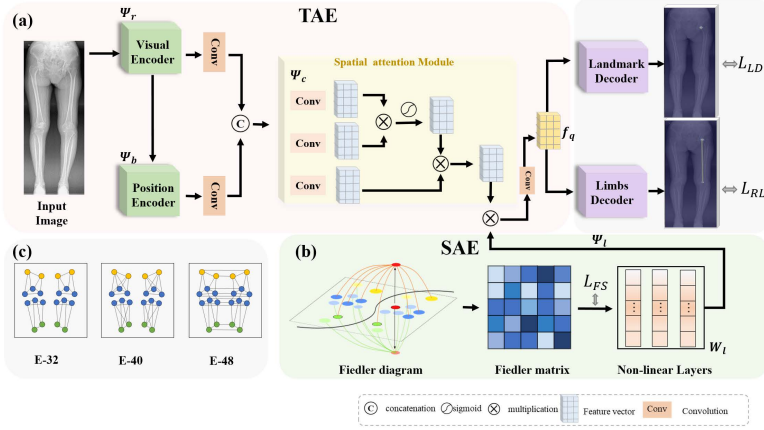 (a)
TAE
Ψr
Visual
Encoder
Conv
Ψb
Position
Encoder
Conv
Input
Image
C
Spatial attention Module
Ψc
Conv
Conv
Conv
Conv
fq
Landmark
Decoder
LLD
Limbs
Decoder
LRL
(c)
E-32
E-40
E-48
(b)
SAE
Ψl
LFS
Wl
Fiedler diagram
Fiedler matrix
Non-linear Layers
C concatenation
sigmoid
multiplication
Feature vector
Conv
Convolution